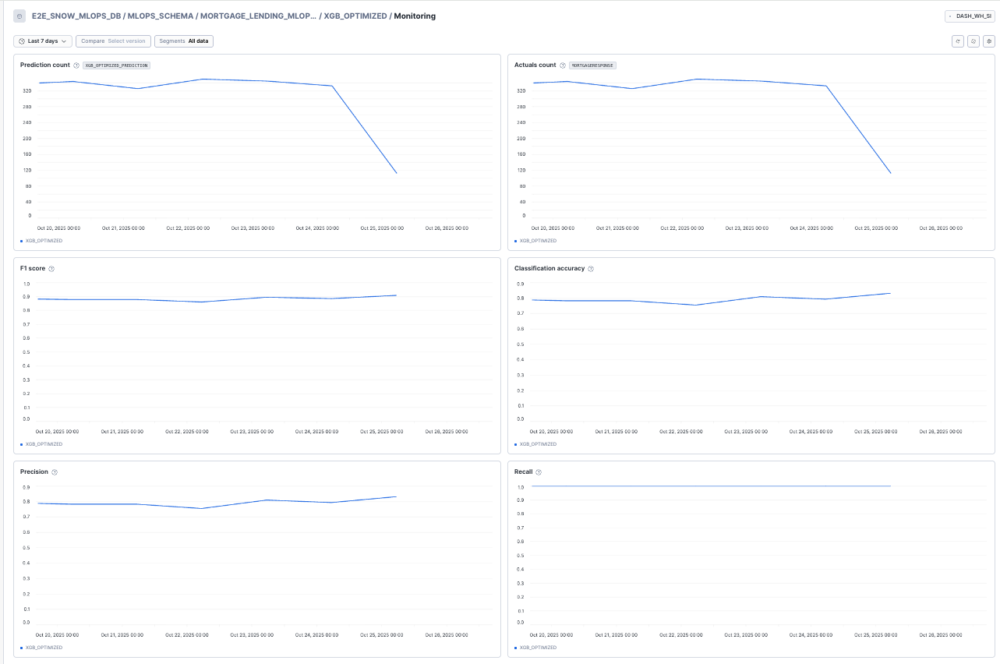 E2E_SNOW_MLOPS_DB / MLOPS_SCHEMA / MORTGAGE_LENDING_MLOP... / XGB_OPTIMIZED / Monitoring
DASH_WH_SI
Last 7 days
Compare Select version
Segments All data
Prediction count XGB_OPTIMIZED_PREDICTION
320
280
240
200
160
120
80
40
0
Oct 20, 2025 00:00 Oct 21, 2025 00:00 Oct 22, 2025 00:00 Oct 23, 2025 00:00 Oct 24, 2025 00:00 Oct 25, 2025 00:00 Oct 26, 2025 00:00
XGB_OPTIMIZED
Actuals count MORTGAGERESPONSE
320
280
240
200
160
120
80
40
0
Oct 20, 2025 00:00 Oct 21, 2025 00:00 Oct 22, 2025 00:00 Oct 23, 2025 00:00 Oct 24, 2025 00:00 Oct 25, 2025 00:00 Oct 26, 2025 00:00
XGB_OPTIMIZED
F1 score
1.0
0.9
0.8
0.7
0.6
0.5
0.4
0.3
0.2
0.1
0.0
Oct 20, 2025 00:00 Oct 21, 2025 00:00 Oct 22, 2025 00:00 Oct 23, 2025 00:00 Oct 24, 2025 00:00 Oct 25, 2025 00:00 Oct 26, 2025 00:00
XGB_OPTIMIZED
Classification accuracy
0.9
0.8
0.7
0.6
0.5
0.4
0.3
0.2
0.1
0.0
Oct 20, 2025 00:00 Oct 21, 2025 00:00 Oct 22, 2025 00:00 Oct 23, 2025 00:00 Oct 24, 2025 00:00 Oct 25, 2025 00:00 Oct 26, 2025 00:00
XGB_OPTIMIZED
Precision
0.9
0.8
0.7
0.6
0.5
0.4
0.3
0.2
0.1
0.0
Oct 20, 2025 00:00 Oct 21, 2025 00:00 Oct 22, 2025 00:00 Oct 23, 2025 00:00 Oct 24, 2025 00:00 Oct 25, 2025 00:00 Oct 26, 2025 00:00
XGB_OPTIMIZED
Recall
1.0
0.9
0.8
0.7
0.6
0.5
0.4
0.3
0.2
0.1
0.0
Oct 20, 2025 00:00 Oct 21, 2025 00:00 Oct 22, 2025 00:00 Oct 23, 2025 00:00 Oct 24, 2025 00:00 Oct 25, 2025 00:00 Oct 26, 2025 00:00
XGB_OPTIMIZED